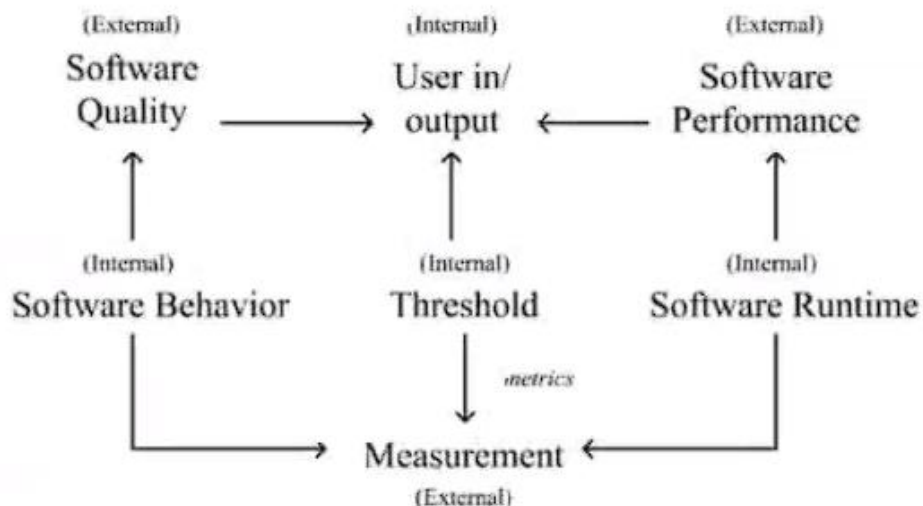 (External)
Software
Quality
(Internal)
User in/
output
(External)
Software
Performance
(Internal)
Software Behavior
(Internal)
Threshold
(Internal)
Software Runtime
metrics
Measurement
(External)